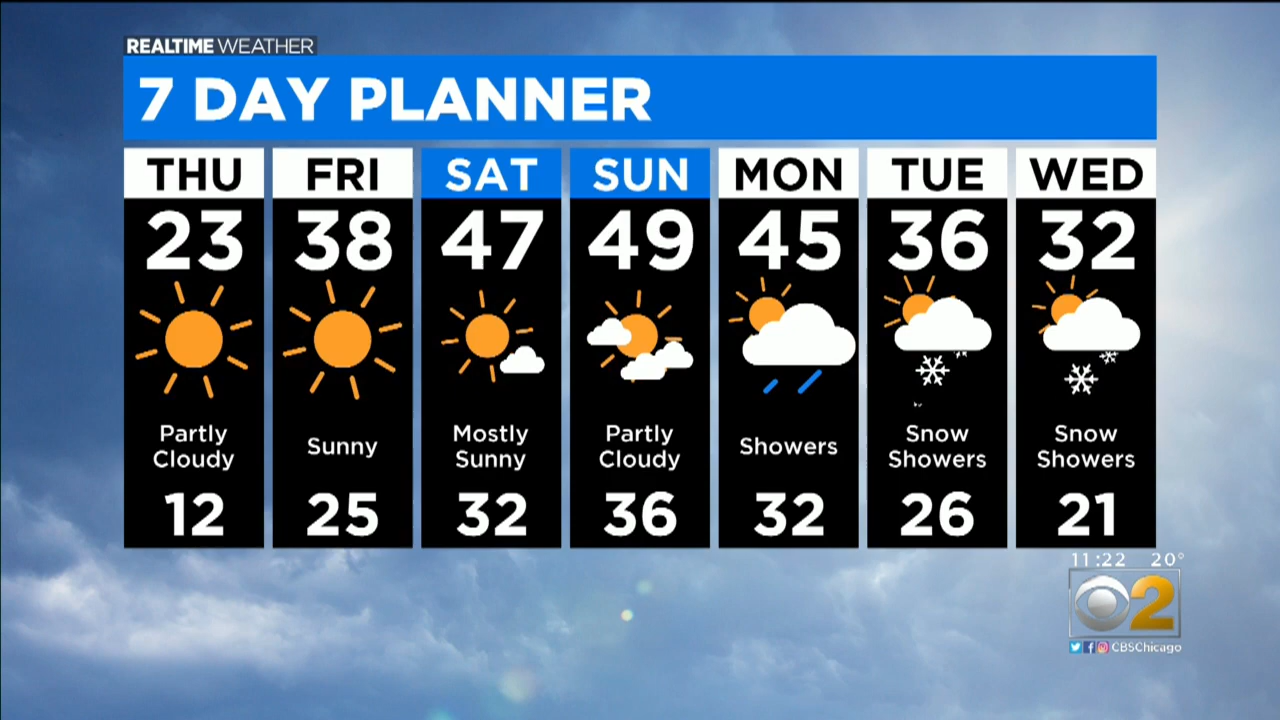 REALTIME WEATHER
7 DAY PLANNER
THU FRI SAT SUN MON TUE WED
23 38 47 49 45 36 32
Partly Cloudy
Sunny
Mostly Sunny
Partly Cloudy
Showers
Snow Showers
Snow Showers
12 25 32 36 32 26 21
11:22 20°
2
CBSChicago